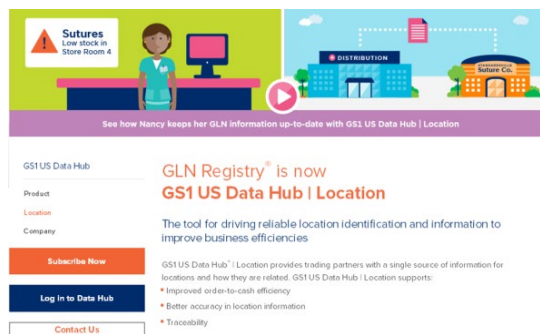 Sutures
Low stock in
Store Room 4
DISTRIBUTION
Suture Co.
See how Nancy keeps her GLN information up-to-date with GS1 US Data Hub | Location
GS1 US Data Hub
Product
Location
Company
Subscribe Now
Log in to Data Hub
Contact Us
GLN Registry® is now
GS1 US Data Hub | Location
The tool for driving reliable location identification and information to
improve business efficiencies
GS1 US Data Hub® | Location provides trading partners with a single source of information for
locations and how they are related. GS1 US Data Hub | Location supports:
• Improved order-to-cash efficiency
• Better accuracy in location information
• Traceability